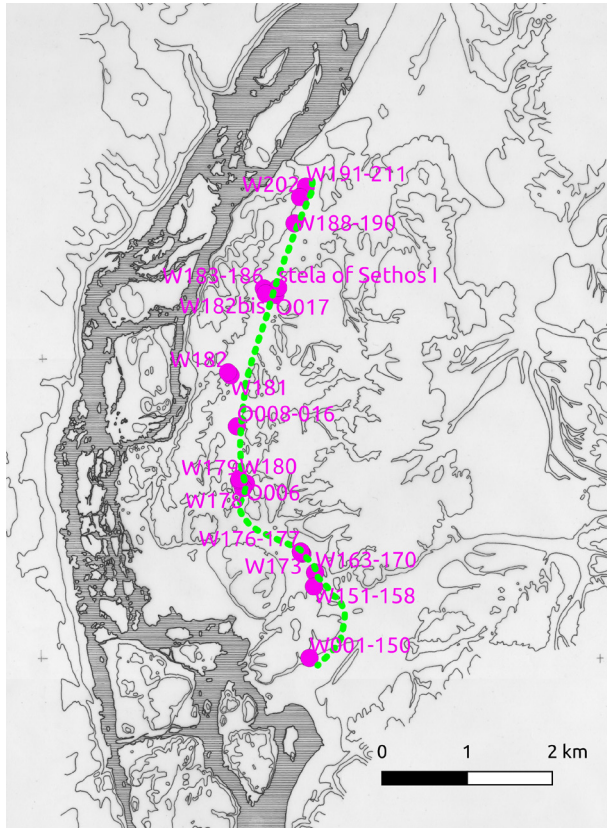 W191-211
W202
W188-190
W183-186 stela of Sethos I
W182bis O017
W182
W181
O008-016
W179 W180
W178 O006
W176-177
W173 W163-170
W151-158
W001-150
0 1 2 km